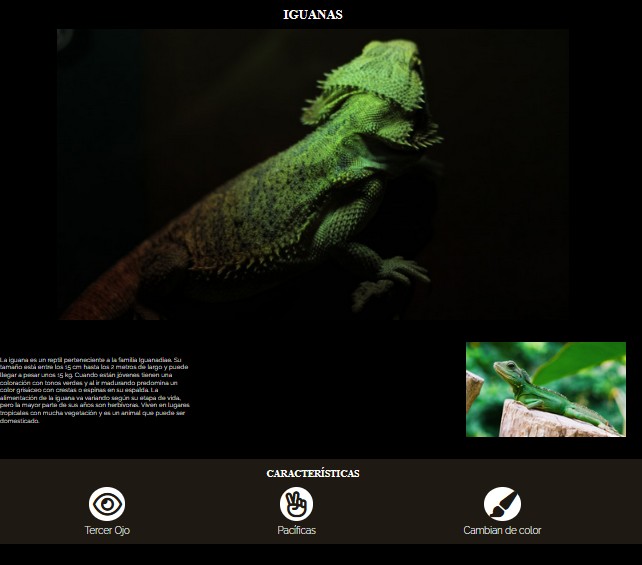 IGUANAS
La iguana es un reptil perteneciente a la familia Iguanadiae. Su
tamaño está entre los 15 cm hasta los 2 metros de largo y puede
llegar a pesar unos 15 kg. Cuando están jóvenes tienen una
coloración con tonos verdes y al ir madurando predomina un
color grisáceo con crestas o espinas en su espalda. La
alimentación de la iguana va variando según su etapa de vida,
pero la mayor parte de sus años son herbívoras. Viven en lugares
tropicales con mucha vegetación y es un animal que puede ser
domesticado.
CARACTERÍSTICAS
Tercer Ojo
Pacíficas
Cambian de color